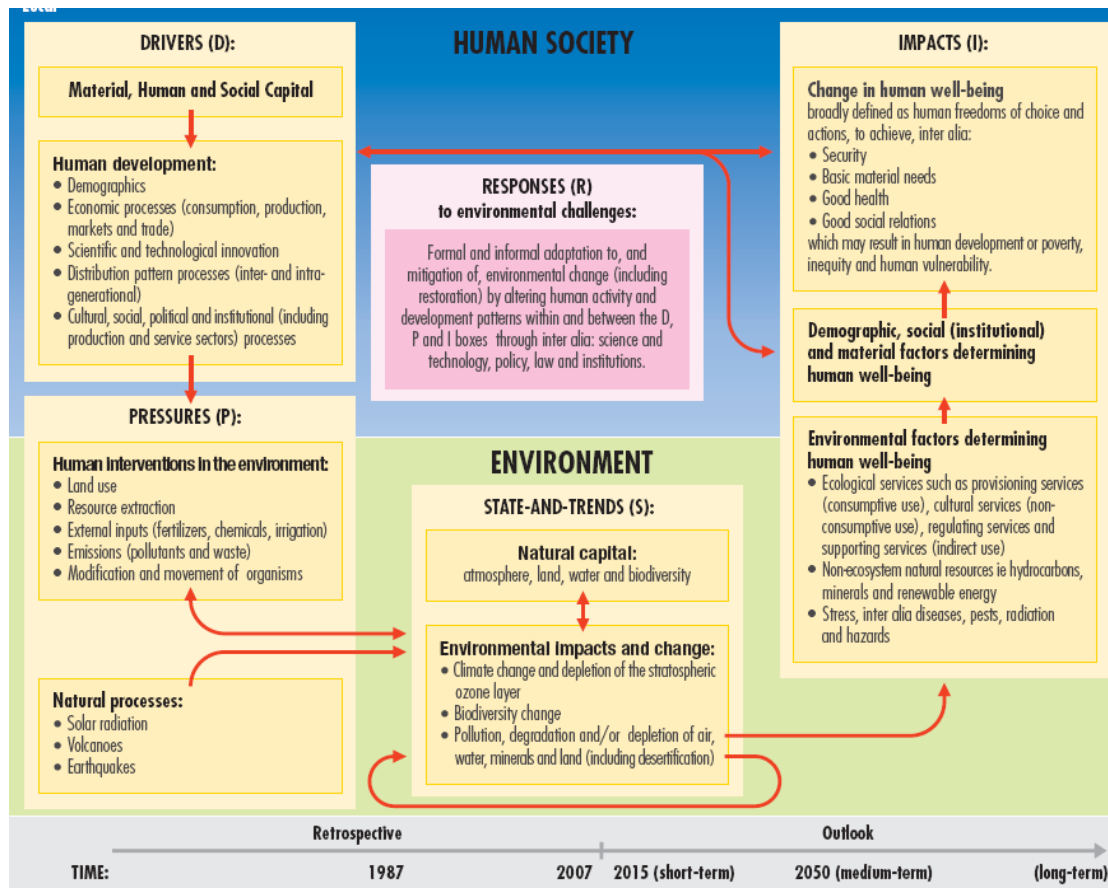 DRIVERS (D):
Material, Human and Social Capital
Human development:
• Demographics
• Economic processes (consumption, production,
markets and trade)
• Scientific and technological innovation
• Distribution pattern processes (inter- and intra-
generational)
• Cultural, social, political and institutional (including
production and service sectors) processes
PRESSURES (P):
Human interventions in the environment:
• Land use
• Resource extraction
• External inputs (fertilizers, chemicals, irrigation)
• Emissions (pollutants and waste)
• Modification and movement of organisms
Natural processes:
• Solar radiation
• Volcanoes
• Earthquakes
HUMAN SOCIETY
RESPONSES (R)
to environmental challenges:
Formal and informal adaptation to, and
mitigation of, environmental change (including
restoration) by altering human activity and
development patterns within and between the D,
P and I boxes through inter alia: science and
technology, policy, law and institutions.
ENVIRONMENT
STATE-AND-TRENDS (S):
Natural capital:
atmosphere, land, water and biodiversity
Environmental impacts and change:
• Climate change and depletion of the stratospheric
ozone layer
• Biodiversity change
• Pollution, degradation and/or depletion of air,
water, minerals and land (including desertification)
IMPACTS (I):
Change in human well-being
broadly defined as human freedoms of choice and
actions, to achieve, inter alia:
• Security
• Basic material needs
• Good health
• Good social relations
which may result in human development or poverty,
inequity and human vulnerability.
Demographic, social (institutional)
and material factors determining
human well-being
Environmental factors determining
human well-being
• Ecological services such as provisioning services
(consumptive use), cultural services (non-
consumptive use), regulating services and
supporting services (indirect use)
• Non-ecosystem natural resources ie hydrocarbons,
minerals and renewable energy
• Stress, inter alia diseases, pests, radiation
and hazards
Retrospective Outlook
TIME: 1987 2007 2015 (short-term) 2050 (medium-term) (long-term)